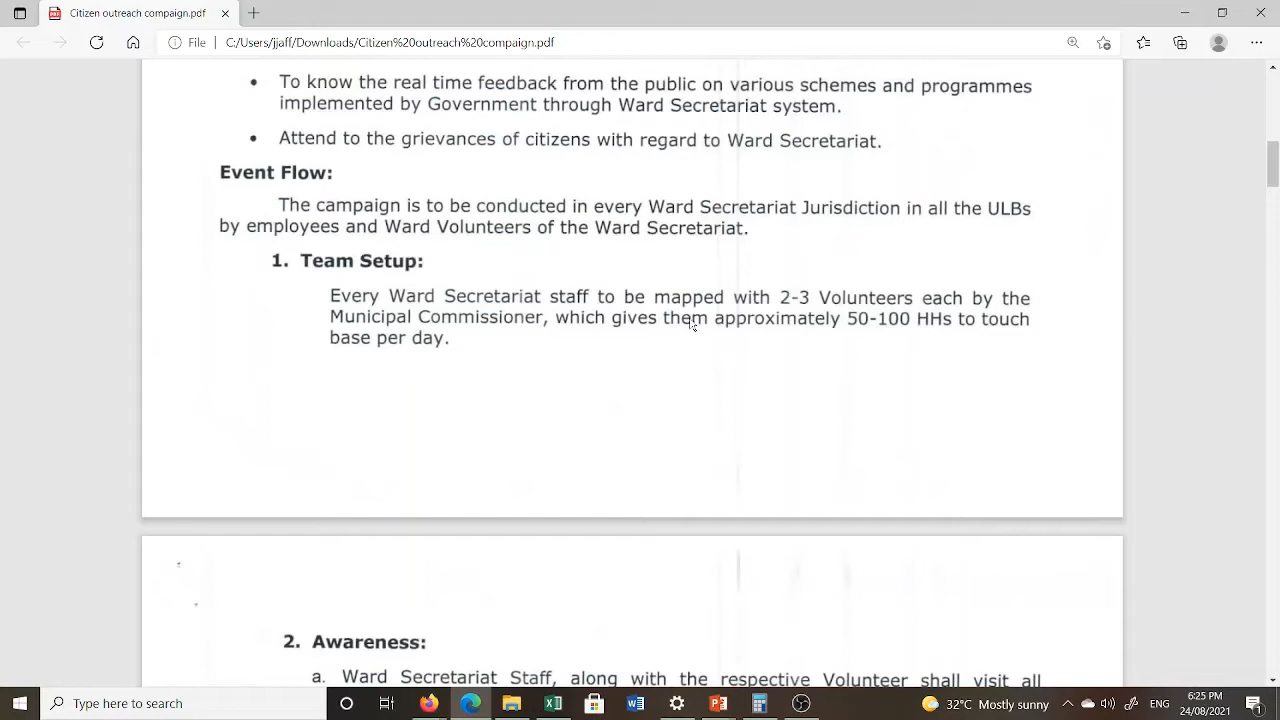 Citizen outreach compaign.pdf
File | C:/Users/jjaff/Downloads/Citizen%20outreach%20compaign.pdf
• To know the real time feedback from the public on various schemes and programmes
implemented by Government through Ward Secretariat system.
• Attend to the grievances of citizens with regard to Ward Secretariat.
Event Flow:
The campaign is to be conducted in every Ward Secretariat Jurisdiction in all the ULBs
by employees and Ward Volunteers of the Ward Secretariat.
1. Team Setup:
Every Ward Secretariat staff to be mapped with 2-3 Volunteers each by the
Municipal Commissioner, which gives them approximately 50-100 HHs to touch
base per day.
2. Awareness:
a. Ward Secretariat Staff, along with the respective Volunteer shall visit all
Type here to search
33°C Mostly sunny
ENG
6:25 PM
24/08/2021